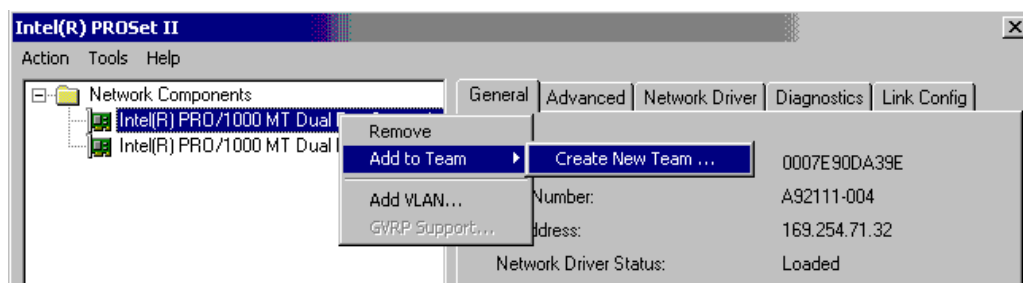 Intel(R) PROSet II
Action Tools Help
Network Components
Intel(R) PRO/1000 MT Dual
Intel(R) PRO/1000 MT Dual
Remove
Add to Team
Create New Team ...
Add VLAN...
GVRP Support...
General Advanced Network Driver Diagnostics Link Config
0007E90DA39E
Number: A92111-004
169.254.71.32
Network Driver Status: Loaded